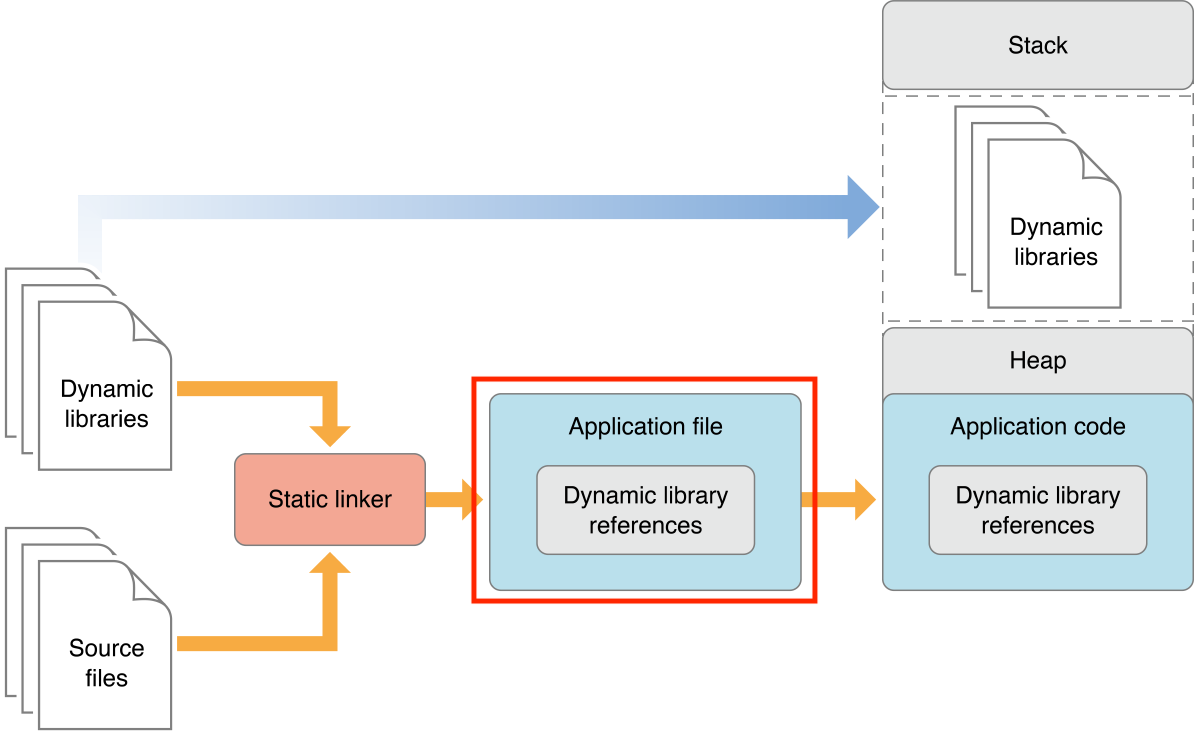 Stack
Dynamic
libraries
Heap
Application code
Dynamic library
references
Dynamic
libraries
Static linker
Application file
Dynamic library
references
Source
files